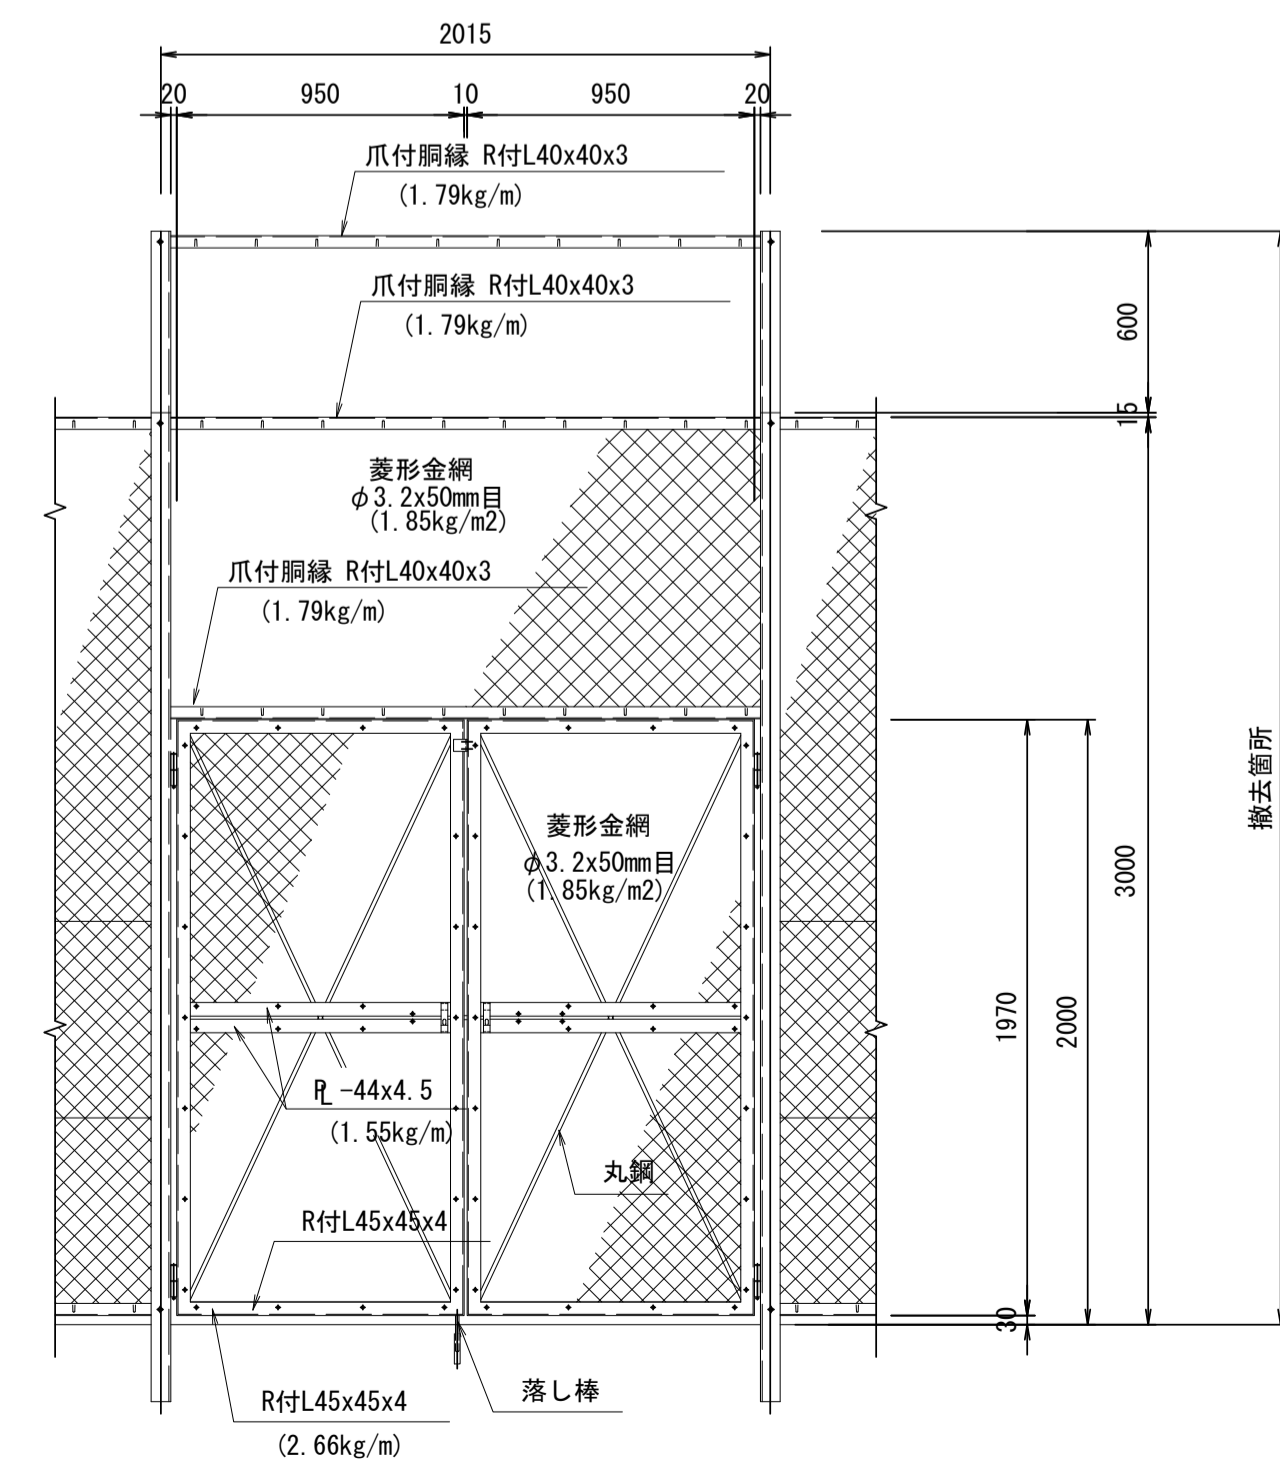 2015
20 950 10 950 20
爪付胴縁 R付L40x40x3
(1.79kg/m)
爪付胴縁 R付L40x40x3
(1.79kg/m)
600
15
菱形金網
φ3.2x50mm目
(1.85kg/m2)
爪付胴縁 R付L40x40x3
(1.79kg/m)
撤去箇所
菱形金網
φ3.2x50mm目
(1.85kg/m2)
3000
1970
2000
PL -44x4.5
(1.55kg/m)
丸鋼
R付L45x45x4
30
落し棒
R付L45x45x4
(2.66kg/m)